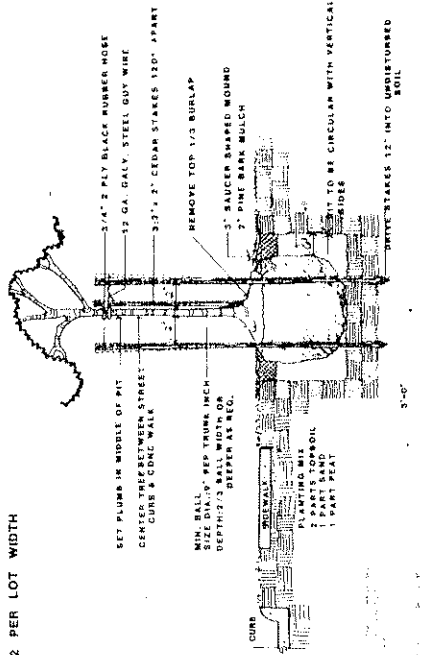 2 PER LOT WIDTH
SET PLUMB IN MIDDLE OF PIT
CENTER TREE BETWEEN STREET
CURB & CONC WALK
MIN. BALL
SIZE DIA.: 9" PER TRUNK INCH
DEPTH: 2/3 BALL WIDTH OR
DEEPER AS REQ.
CURB
SIDEWALK
PLANTING MIX
2 PARTS TOPSOIL
1 PART SAND
1 PART PEAT
3/4" 2 PLY BLACK RUBBER HOSE
12 GA. GALV. STEEL GUY WIRE
3:2" x 2" CEDAR STAKES 120° APART
REMOVE TOP 1/3 BURLAP
3" SAUCER SHAPED MOUND
2" PINE BARK MULCH
PIT TO BE CIRCULAR WITH VERTICAL
SIDES
DRIVE STAKES 12" INTO UNDISTURBED
SOIL